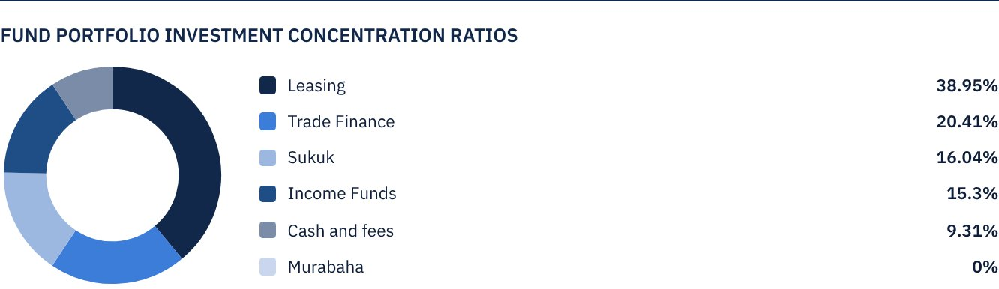 FUND PORTFOLIO INVESTMENT CONCENTRATION RATIOS
Leasing 38.95%
Trade Finance 20.41%
Sukuk 16.04%
Income Funds 15.3%
Cash and fees 9.31%
Murabaha 0%